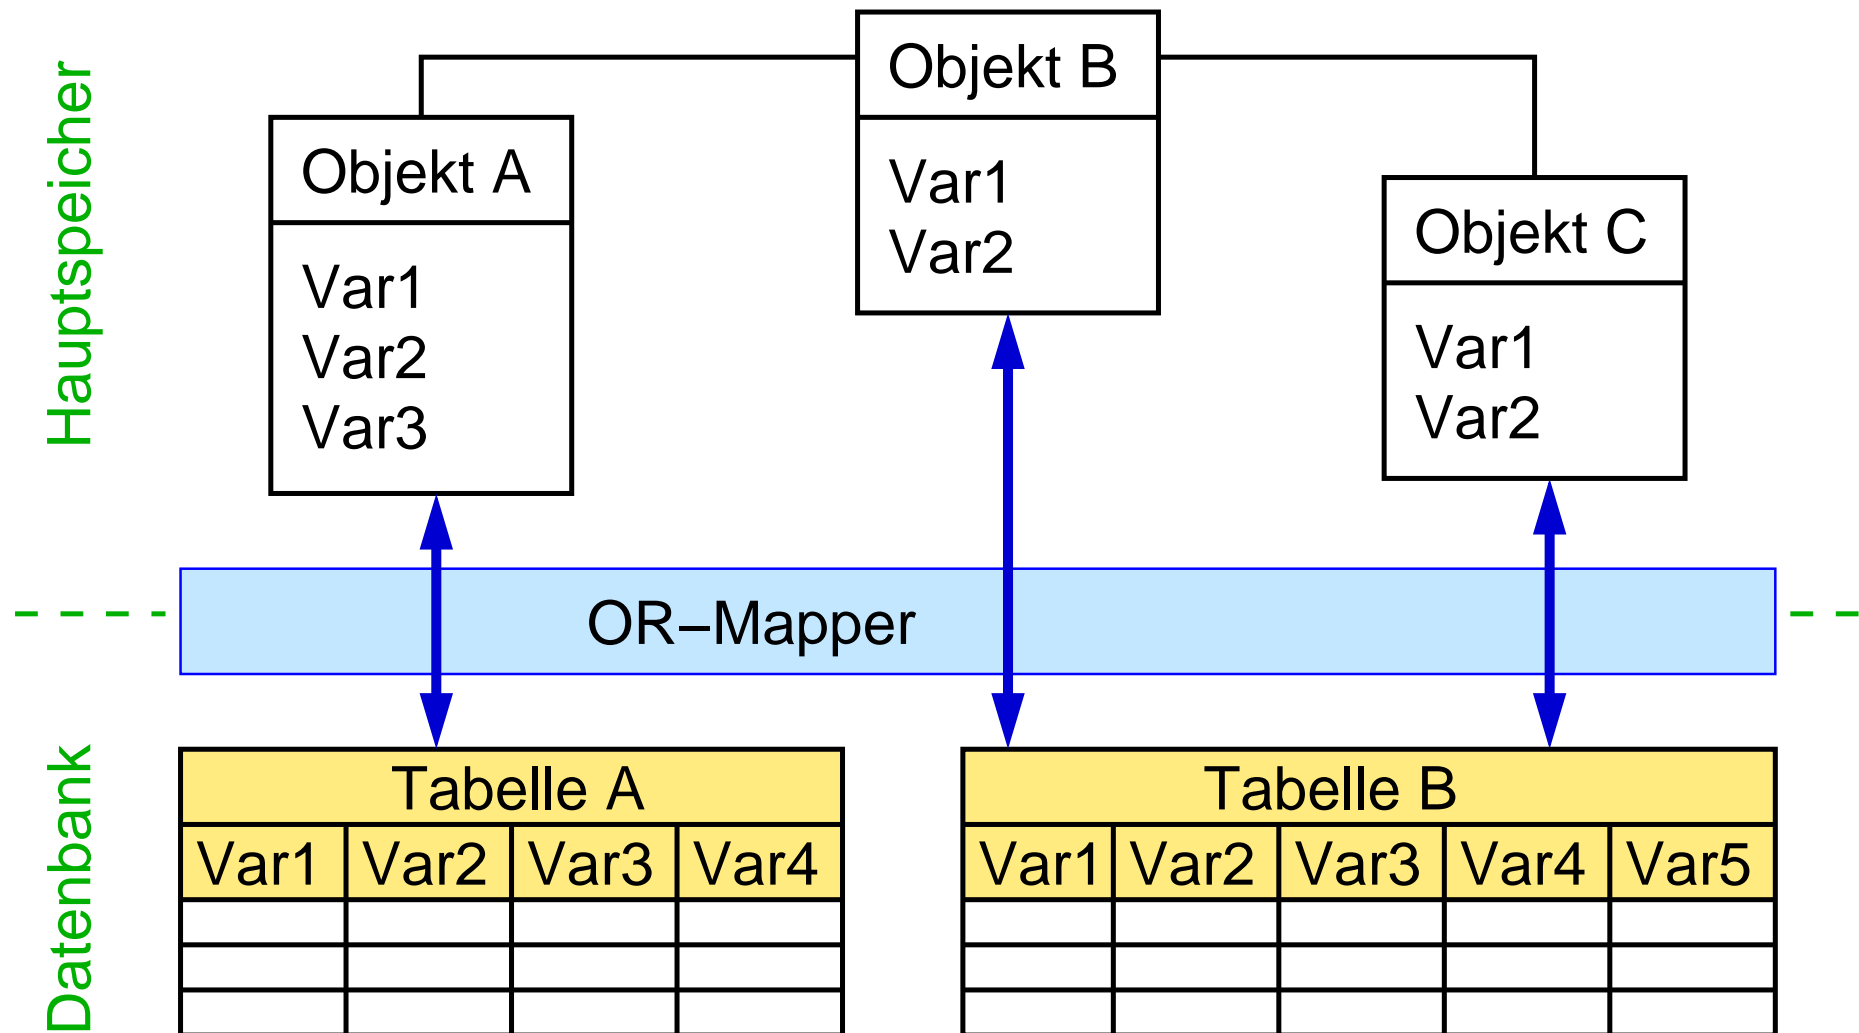 Hauptspeicher
Objekt A
Var1
Var2
Var3
Objekt B
Var1
Var2
Objekt C
Var1
Var2
OR–Mapper
Datenbank
Tabelle A
Var1 Var2 Var3 Var4
Tabelle B
Var1 Var2 Var3 Var4 Var5